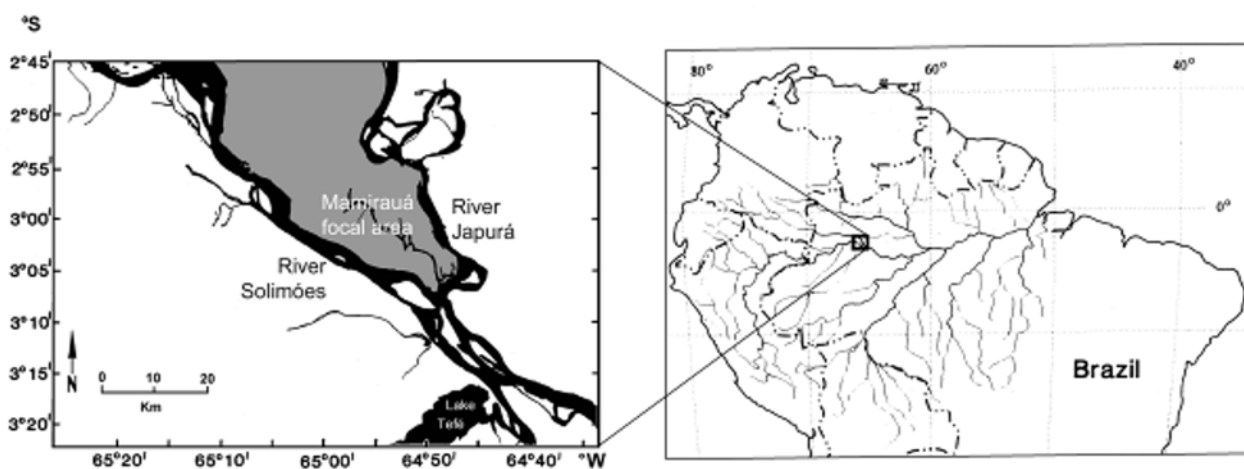 °S
2°45'
2°50'
2°55'
3°00'
3°05'
3°10'
3°15'
3°20'
65°20
65°10
65°00
64°50
64°40 °W
Mamirauá
focal area
River
Japurá
River
Solimóes
Lake
Tefé
N
0 10 20
Km
80° 60° 40°
0°
Brazil